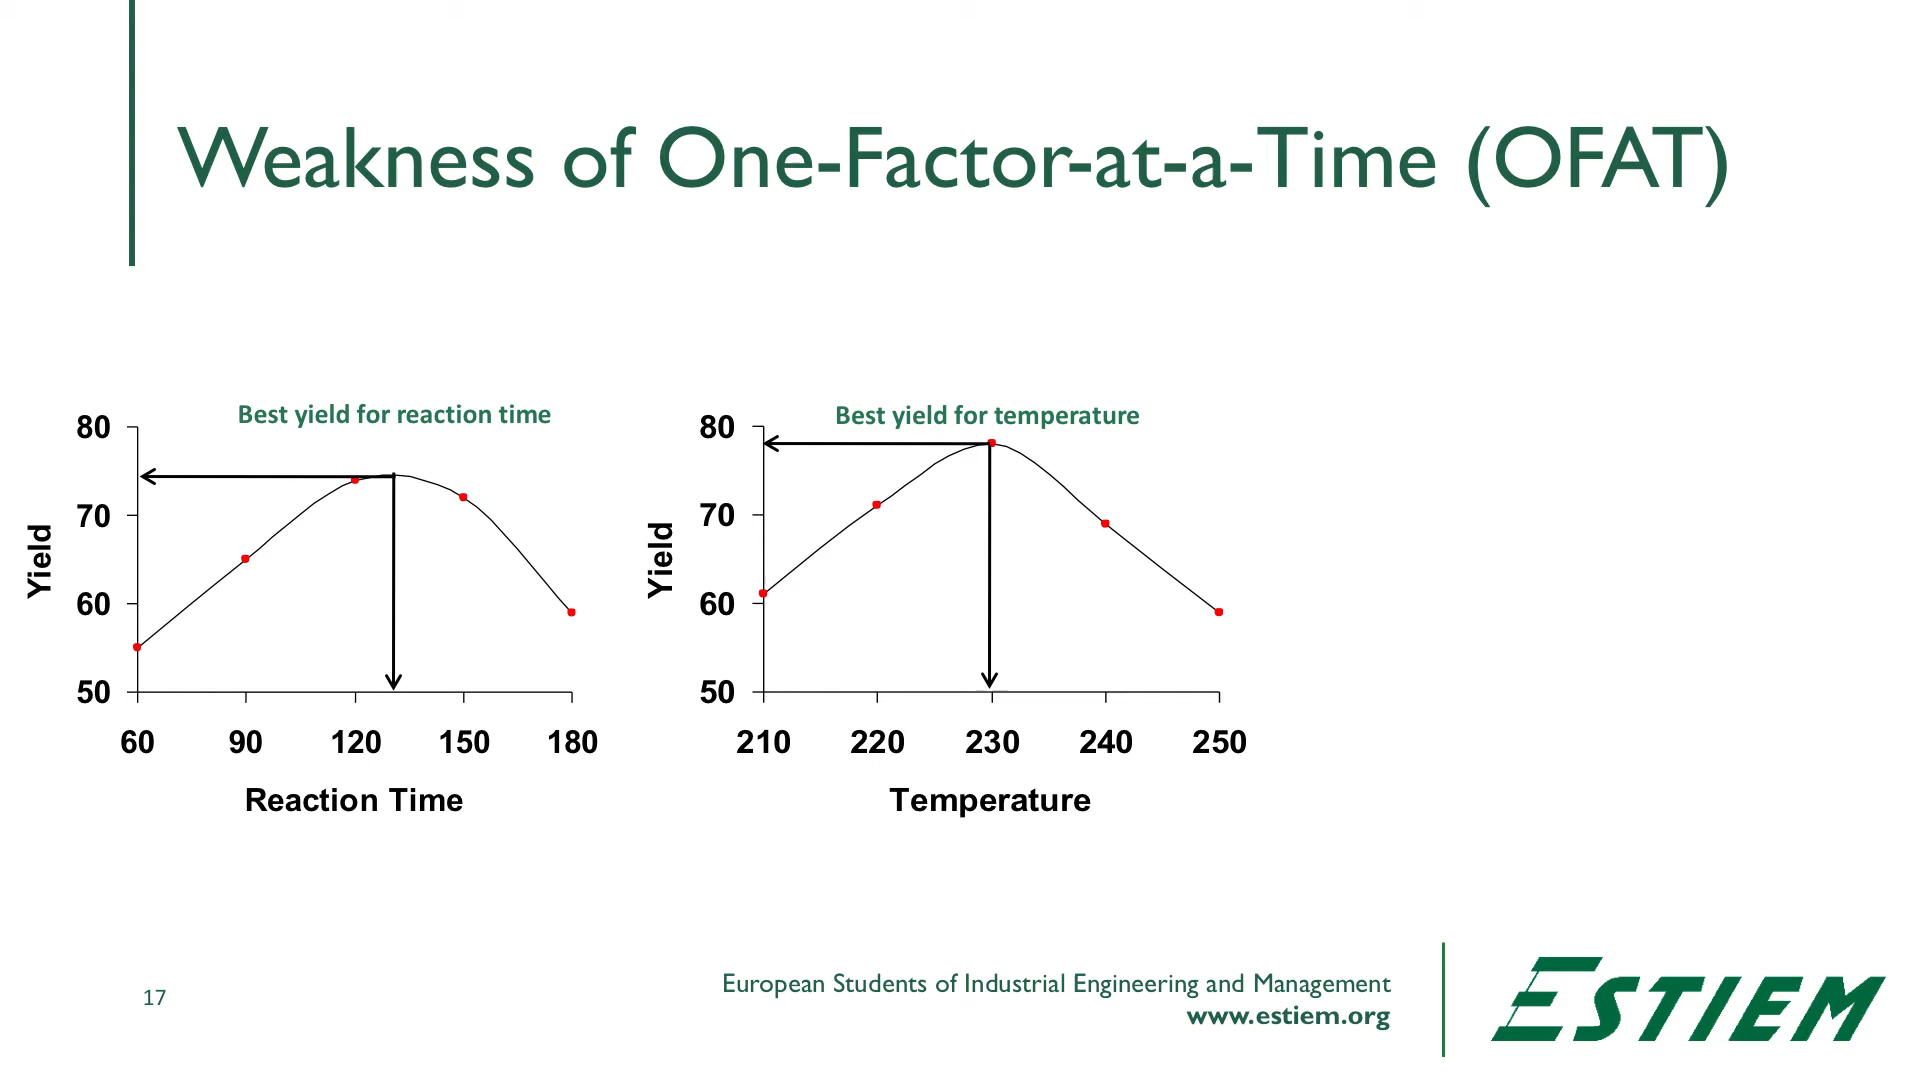 Weakness of One-Factor-at-a-Time (OFAT)
Best yield for reaction time
80
70
60
50
Yield
60 90 120 150 180
Reaction Time
Best yield for temperature
80
70
60
50
Yield
210 220 230 240 250
Temperature
17
European Students of Industrial Engineering and Management
www.estiem.org
ESTIEM